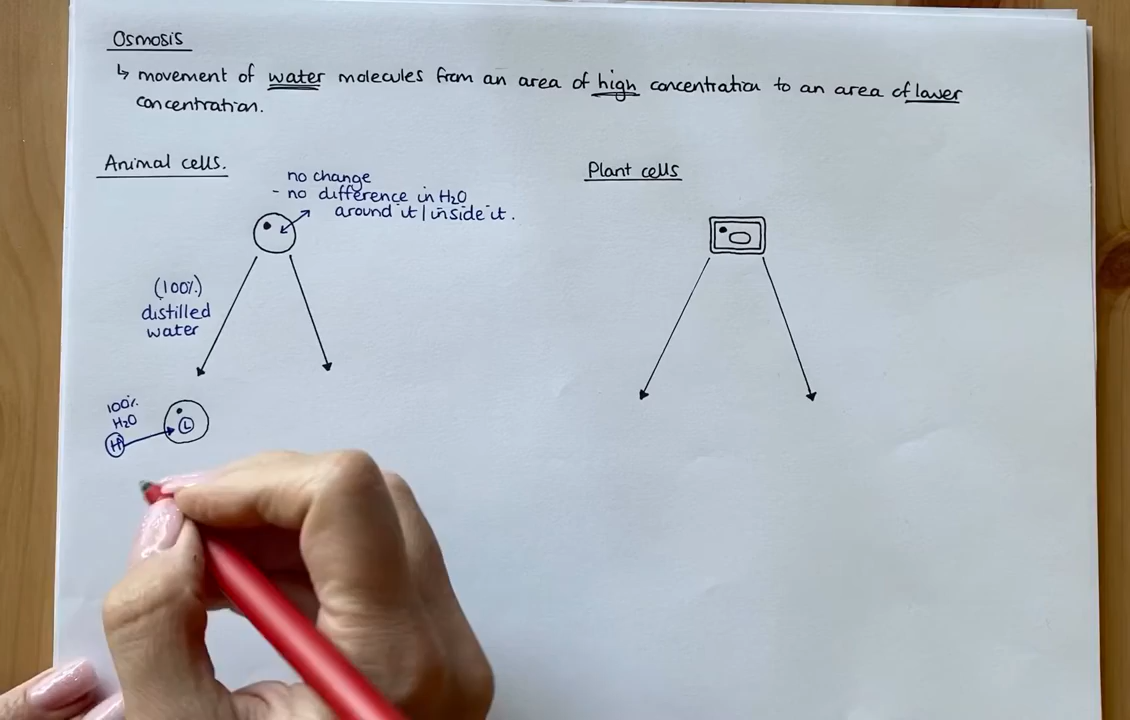 Osmosis
↳ movement of water molecules from an area of high concentration to an area of lower
concentration.
Animal cells.
Plant cells
no change
- no difference in H₂O
around it / inside it.
(100%)
distilled
water
100%
H₂O
H
L